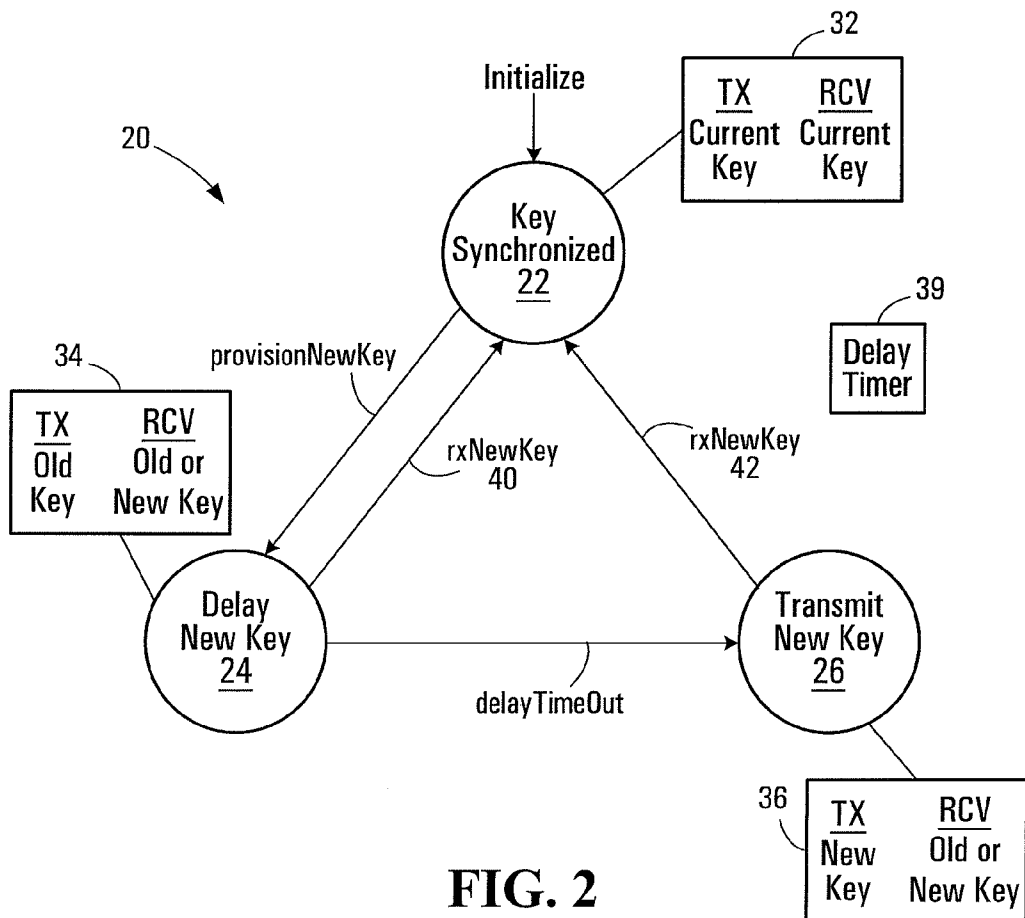 32
Initialize
TX RCV
Current Current
Key Key
20
Key
Synchronized
22
39
Delay
Timer
provisionNewKey
34
TX RCV
Old Old or
Key New Key
rxNewKey
40
rxNewKey
42
Delay
New Key
24
Transmit
New Key
26
delayTimeOut
36
TX RCV
New Old or
Key New Key
FIG. 2